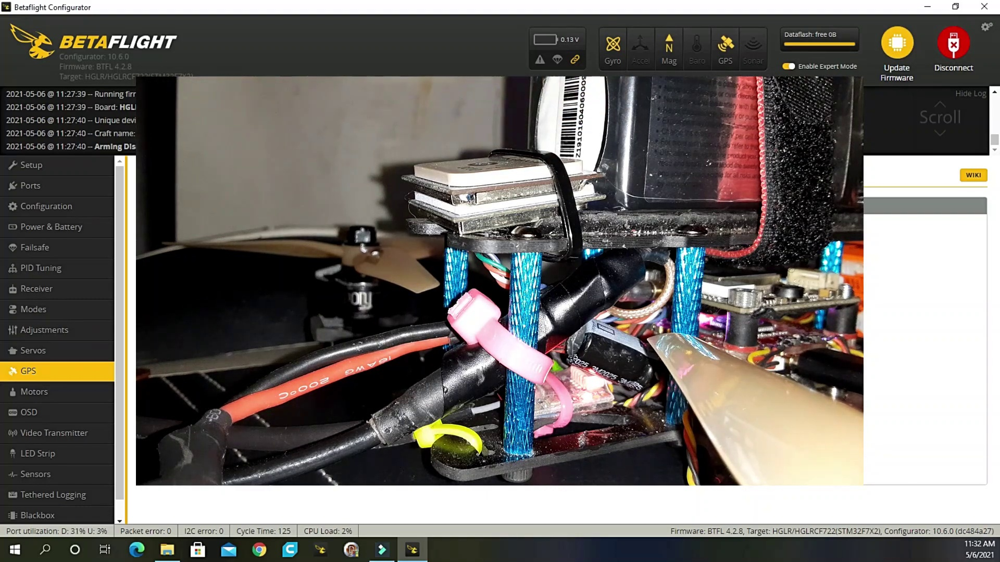 Betaflight Configurator
BETAFLIGHT
Configurator: 10.6.0
Firmware: BTFL 4.2.8
Target: HGLR/HGLRCF722(STM32F7X2)
0.13 V
Gyro
Accel
Mag
Baro
GPS
Sonar
Dataflash: free 0B
Enable Expert Mode
Update
Firmware
Disconnect
2021-05-06 @ 11:27:39 -- Running firm
2021-05-06 @ 11:27:39 -- Board: HGL
2021-05-06 @ 11:27:40 -- Unique devi
2021-05-06 @ 11:27:40 -- Craft name:
2021-05-06 @ 11:27:40 -- Arming Dis
Hide Log
Scroll
WIKI
Setup
Ports
Configuration
Power & Battery
Failsafe
PID Tuning
Receiver
Modes
Adjustments
Servos
GPS
Motors
OSD
Video Transmitter
LED Strip
Sensors
Tethered Logging
Blackbox
16AWG 200°C
Port utilization: D: 31% U: 3%
Packet error: 0
I2C error: 0
Cycle Time: 125
CPU Load: 2%
Firmware: BTFL 4.2.8, Target: HGLR/HGLRCF722(STM32F7X2), Configurator: 10.6.0 (dc484a27)
11:32 AM
5/6/2021